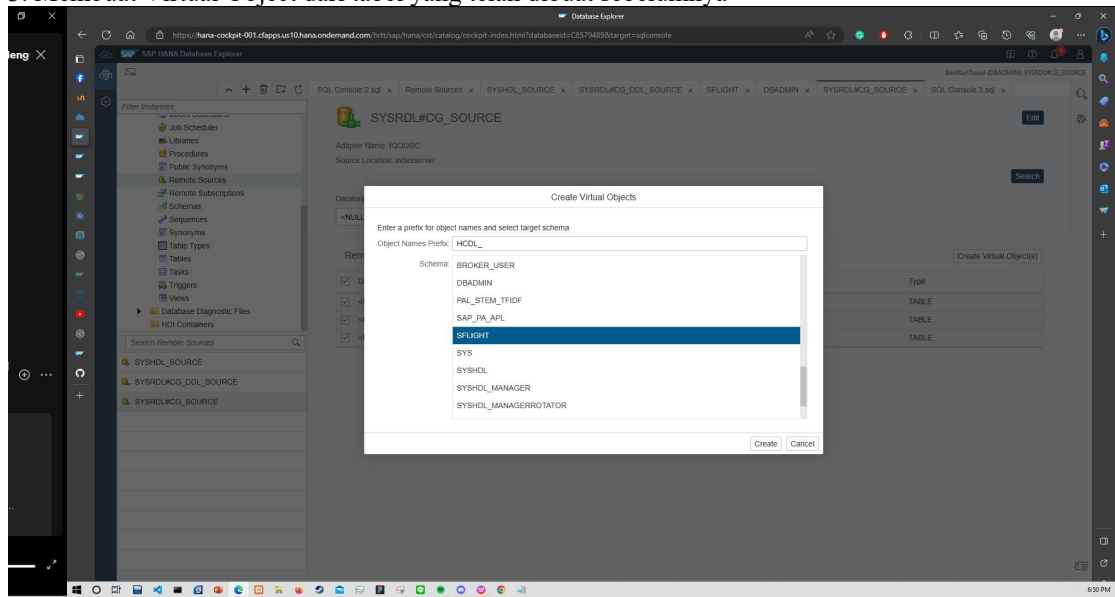 Database Explorer
https://hana-cockpit-001.cfapps.us10.hana.ondemand.com/hrtt/sap/hana/cst/catalog/cockpit-index.html?databaseid=C8579489&target=sqlconsole
SAP HANA Database Explorer
BestRunTravel (DBADMIN) SYSRDL#CG_SOURCE
SQL Console 2.sql
Remote Sources
SYSHDL_SOURCE
SYSRDL#CG_DDL_SOURCE
SFLIGHT
DBADMIN
SYSRDL#CG_SOURCE
SQL Console 3.sql
Filter Instances
Job Scheduler
Libraries
Procedures
Public Synonyms
Remote Sources
Remote Subscriptions
Schemas
Sequences
Synonyms
Table Types
Tables
Tasks
Triggers
Views
Database Diagnostic Files
HDI Containers
Search Remote Sources
SYSHDL_SOURCE
SYSRDL#CG_DDL_SOURCE
SYSRDL#CG_SOURCE
SYSRDL#CG_SOURCE
Edit
Adapter Name: IQODBC
Source Location: indexserver
Search
Databas
<NULL
Rem
Create Virtual Object(s)
Type
TABLE
TABLE
TABLE
Create Virtual Objects
Enter a prefix for object names and select target schema
Object Names Prefix: HCDL_
Schema:
BROKER_USER
DBADMIN
PAL_STEM_TFIDF
SAP_PA_APL
SFLIGHT
SYS
SYSHDL
SYSHDL_MANAGER
SYSHDL_MANAGERROTATOR
Create Cancel
6:50 PM